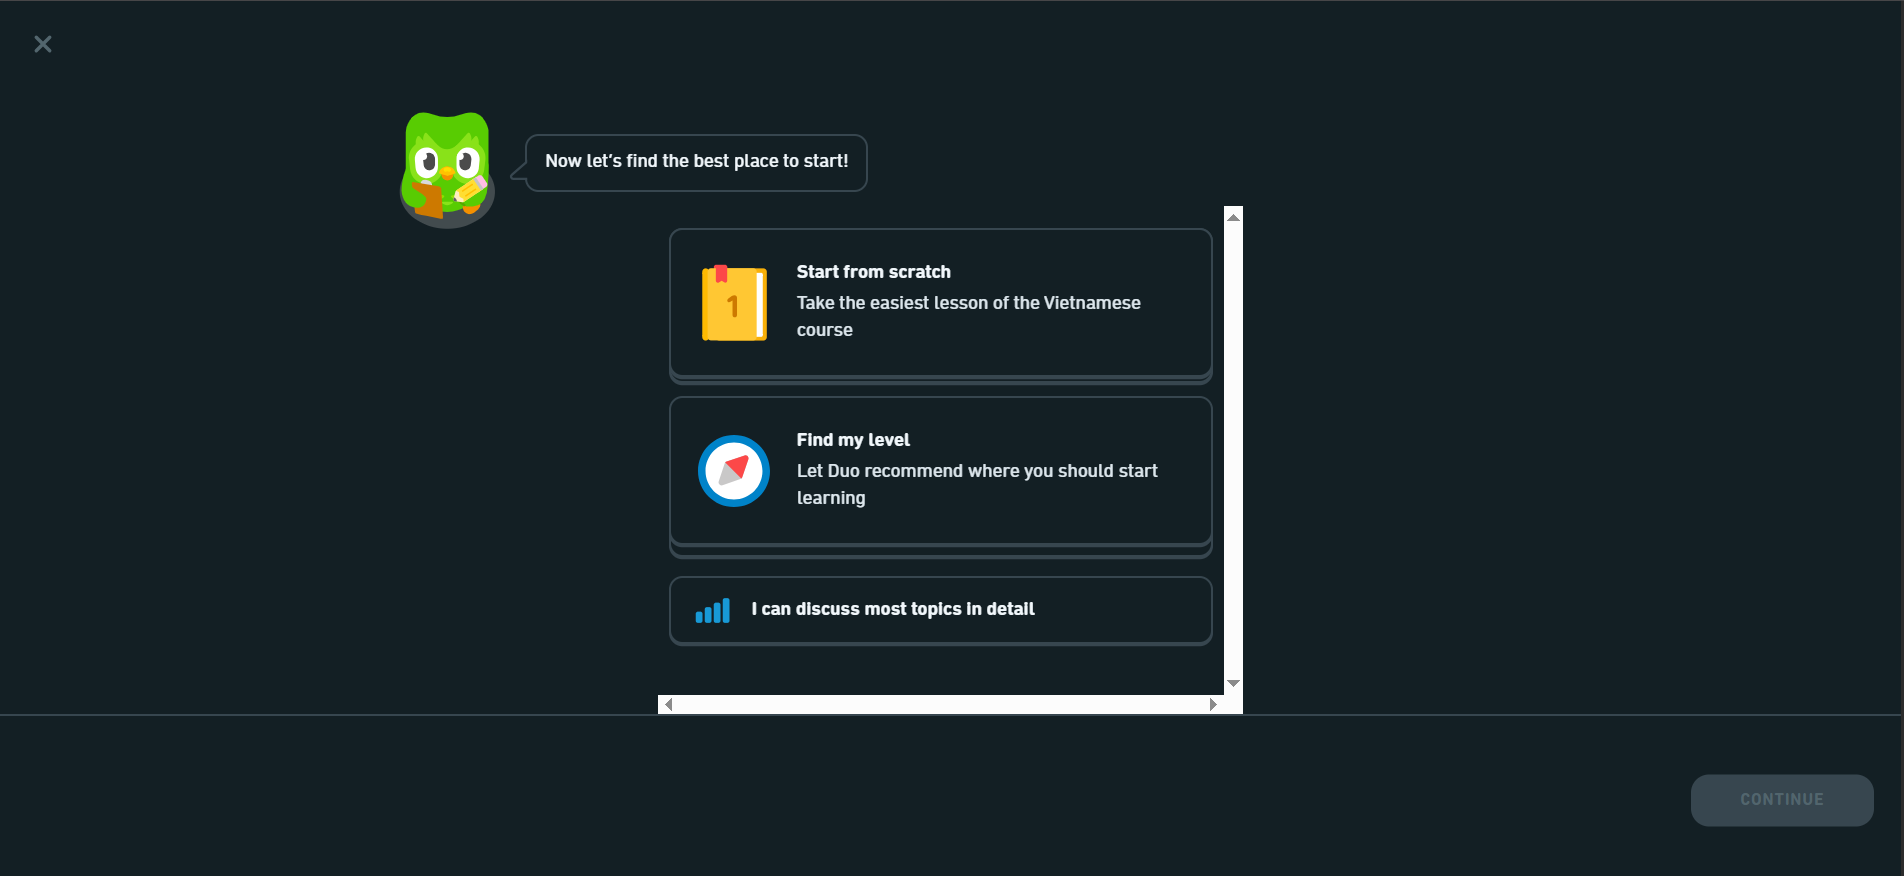 Now let's find the best place to start!
1
Start from scratch
Take the easiest lesson of the Vietnamese
course
Find my level
Let Duo recommend where you should start
learning
I can discuss most topics in detail
CONTINUE